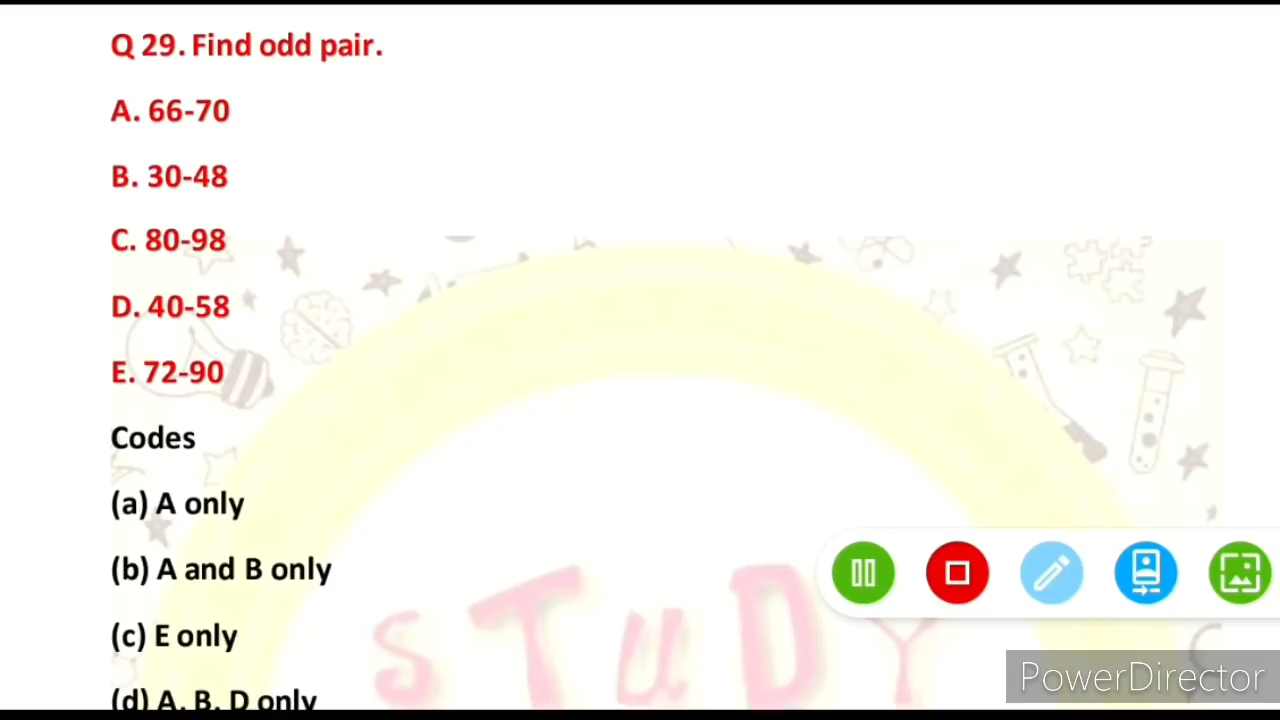 Q 29. Find odd pair.
A. 66-70
B. 30-48
C. 80-98
D. 40-58
E. 72-90
Codes
(a) A only
(b) A and B only
(c) E only
(d) A, B, D only
STuDY
PowerDirector